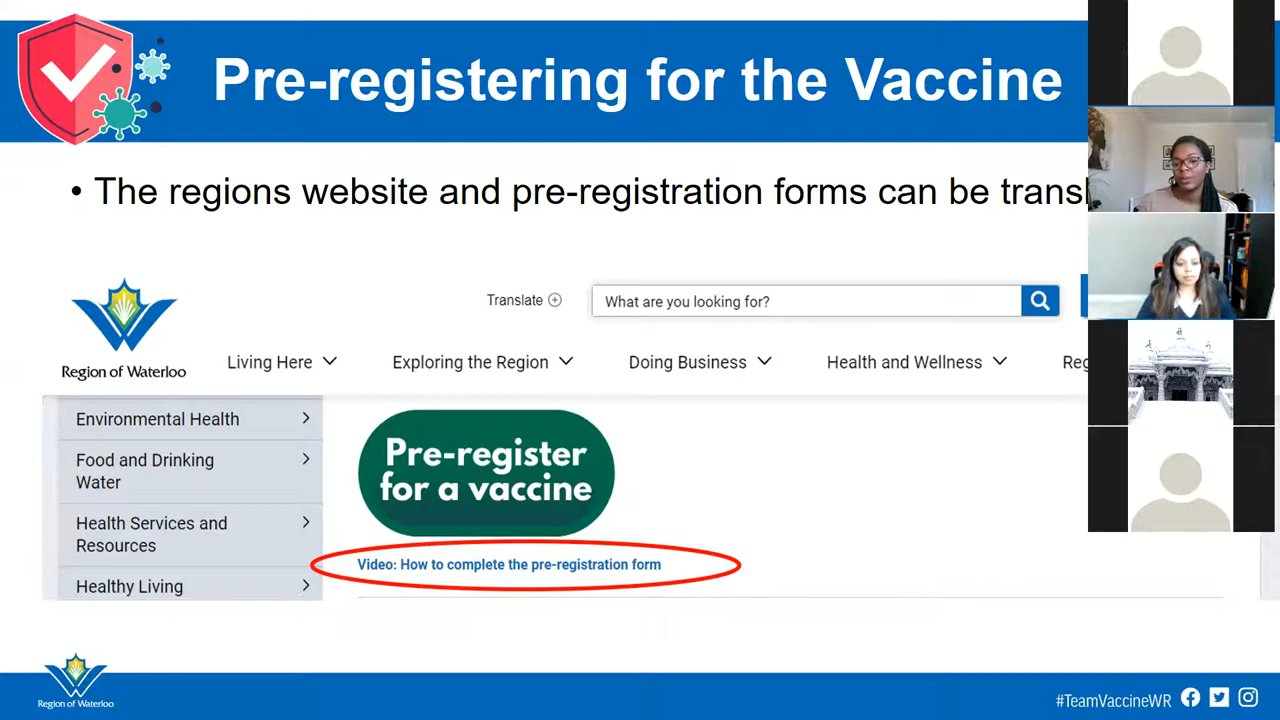 Pre-registering for the Vaccine
• The regions website and pre-registration forms can be transl
Translate
What are you looking for?
Region of Waterloo
Living Here
Exploring the Region
Doing Business
Health and Wellness
Reg
Environmental Health
Food and Drinking
Water
Health Services and
Resources
Healthy Living
Pre-register
for a vaccine
Video: How to complete the pre-registration form
Region of Waterloo
#TeamVaccineWR